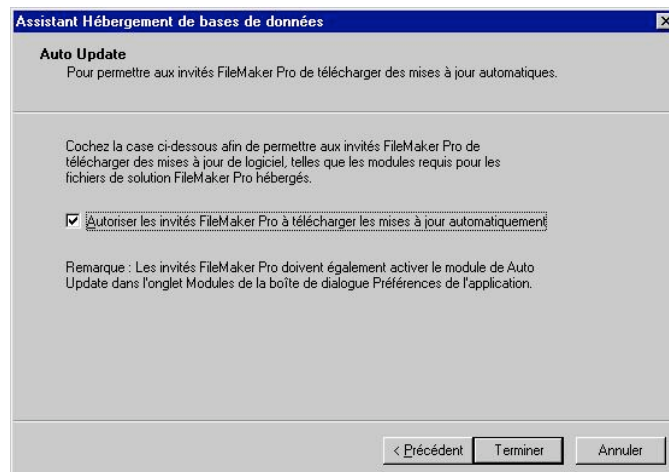 Assistant Hébergement de bases de données
Auto Update
Pour permettre aux invités FileMaker Pro de télécharger des mises à jour automatiques.
Cochez la case ci-dessous afin de permettre aux invités FileMaker Pro de
télécharger des mises à jour de logiciel, telles que les modules requis pour les
fichiers de solution FileMaker Pro hébergés.
Autoriser les invités FileMaker Pro à télécharger les mises à jour automatiquement
Remarque : Les invités FileMaker Pro doivent également activer le module de Auto
Update dans l'onglet Modules de la boîte de dialogue Préférences de l'application.
< Précédent Terminer Annuler